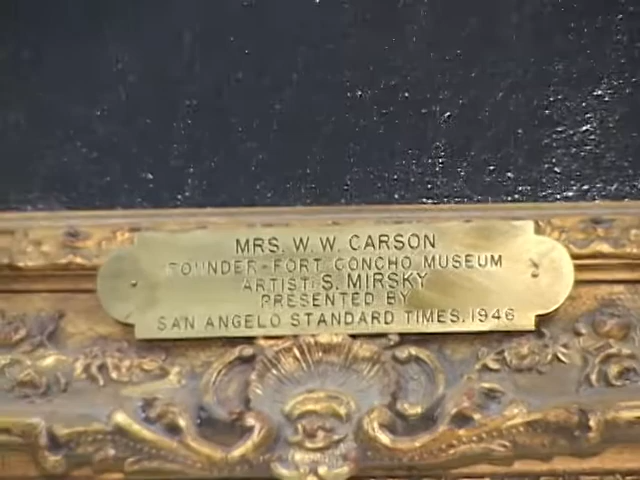 MRS. W. W. CARSON
FOUNDER - FORT CONCHO MUSEUM
ARTIST: S. MIRSKY
PRESENTED BY
SAN ANGELO STANDARD TIMES. 1946